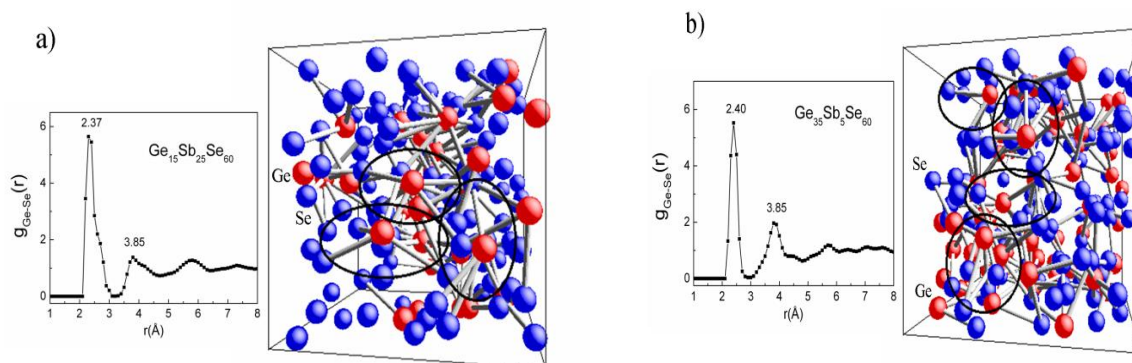 a)
6
4
2
0
2.37
3.85
Ge₁₅Sb₂₅Se₆₀
g_Ge-Se(r)
1 2 3 4 5 6 7 8
r(Å)
Ge
Se
b)
6
4
2
0
2.40
3.85
Ge₃₅Sb₅Se₆₀
g_Ge-Se(r)
1 2 3 4 5 6 7 8
r(Å)
Se
Ge